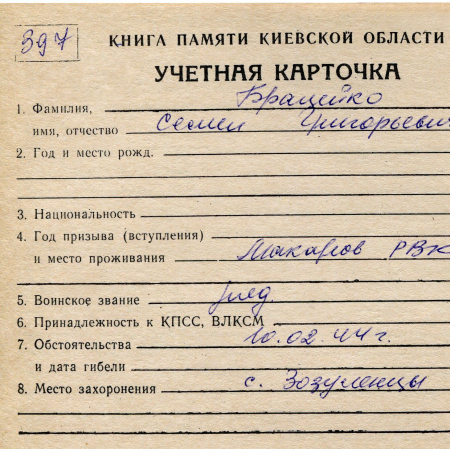 397
КНИГА ПАМЯТИ КИЕВСКОЙ ОБЛАСТИ
УЧЕТНАЯ КАРТОЧКА
1. Фамилия, Брацейко
имя, отчество Семен Григорьевич
2. Год и место рожд.
3. Национальность
4. Год призыва (вступления)
и место проживания Макаров РВК
5. Воинское звание ряд
6. Принадлежность к КПСС, ВЛКСМ
7. Обстоятельства 10.02.44г.
и дата гибели
8. Место захоронения с. Зозуленцы